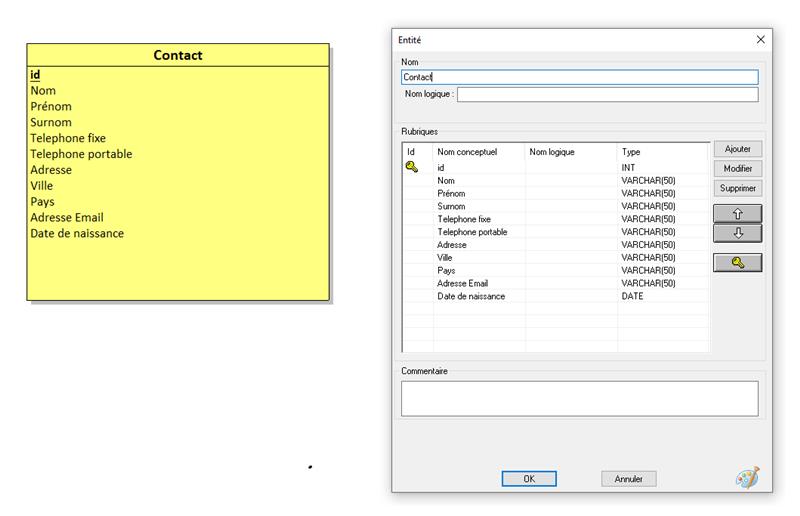 Contact
id
Nom
Prénom
Surnom
Telephone fixe
Telephone portable
Adresse
Ville
Pays
Adresse Email
Date de naissance
Entité
Nom
Contact
Nom logique :
Rubriques
Id Nom conceptuel Nom logique Type
id INT
Nom VARCHAR(50)
Prénom VARCHAR(50)
Surnom VARCHAR(50)
Telephone fixe VARCHAR(50)
Telephone portable VARCHAR(50)
Adresse VARCHAR(50)
Ville VARCHAR(50)
Pays VARCHAR(50)
Adresse Email VARCHAR(50)
Date de naissance DATE
Ajouter
Modifier
Supprimer
Commentaire
OK Annuler